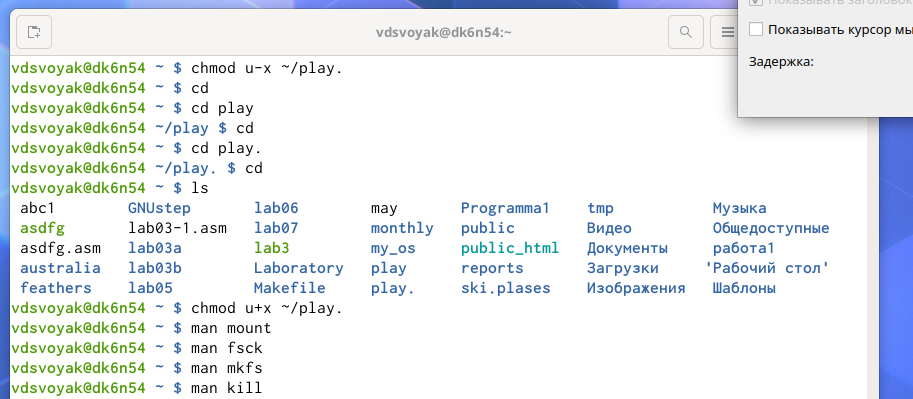 Показывать заголовок
vdsvoyak@dk6n54:~
Показывать курсор мы
Задержка:
vdsvoyak@dk6n54 ~ $ chmod u-x ~/play.
vdsvoyak@dk6n54 ~ $ cd
vdsvoyak@dk6n54 ~ $ cd play
vdsvoyak@dk6n54 ~/play $ cd
vdsvoyak@dk6n54 ~ $ cd play.
vdsvoyak@dk6n54 ~/play. $ cd
vdsvoyak@dk6n54 ~ $ ls
abc1 GNUstep lab06 may Programma1 tmp Музыка
asdfg lab03-1.asm lab07 monthly public Видео Общедоступные
asdfg.asm lab03a lab3 my_os public_html Документы работа1
australia lab03b Laboratory play reports Загрузки 'Рабочий стол'
feathers lab05 Makefile play. ski.plases Изображения Шаблоны
vdsvoyak@dk6n54 ~ $ chmod u+x ~/play.
vdsvoyak@dk6n54 ~ $ man mount
vdsvoyak@dk6n54 ~ $ man fsck
vdsvoyak@dk6n54 ~ $ man mkfs
vdsvoyak@dk6n54 ~ $ man kill